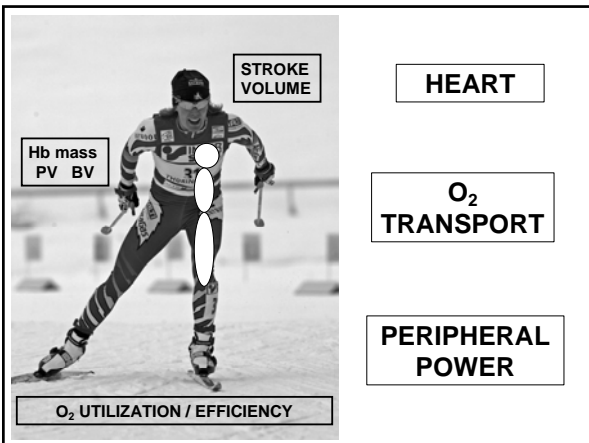 STROKE
VOLUME
HEART
Hb mass
PV BV
O₂
TRANSPORT
PERIPHERAL
POWER
O₂ UTILIZATION / EFFICIENCY